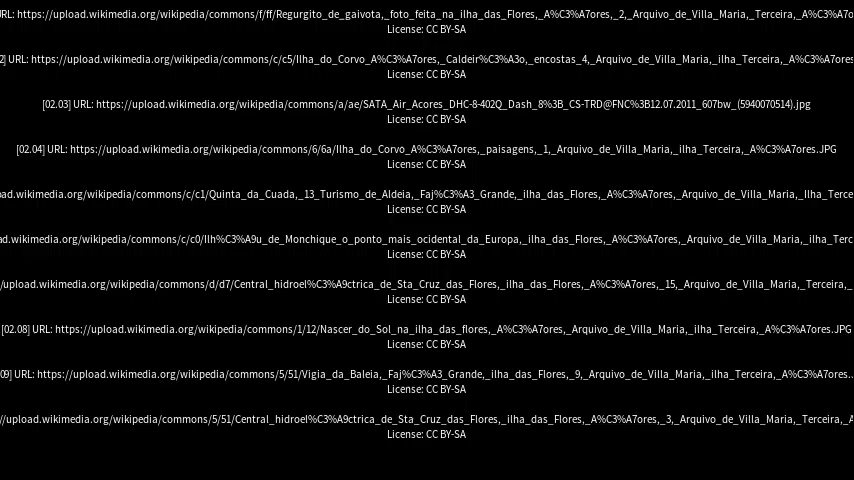 URL: https://upload.wikimedia.org/wikipedia/commons/f/ff/Regurgito_de_gaivota,_foto_feita_na_ilha_das_Flores,_A%C3%A7ores,_2,_Arquivo_de_Villa_Maria,_Terceira,_A%C3%A7o
License: CC BY-SA
2] URL: https://upload.wikimedia.org/wikipedia/commons/c/c5/Ilha_do_Corvo_A%C3%A7ores,_Caldeir%C3%A3o,_encostas_4,_Arquivo_de_Villa_Maria,_ilha_Terceira,_A%C3%A7ores
License: CC BY-SA
[02.03] URL: https://upload.wikimedia.org/wikipedia/commons/a/ae/SATA_Air_Acores_DHC-8-402Q_Dash_8%3B_CS-TRD@FNC%3B12.07.2011_607bw_(5940070514).jpg
License: CC BY-SA
[02.04] URL: https://upload.wikimedia.org/wikipedia/commons/6/6a/Ilha_do_Corvo_A%C3%A7ores,_paisagens,_1,_Arquivo_de_Villa_Maria,_ilha_Terceira,_A%C3%A7ores.JPG
License: CC BY-SA
oad.wikimedia.org/wikipedia/commons/c/c1/Quinta_da_Cuada,_13_Turismo_de_Aldeia,_Faj%C3%A3_Grande,_ilha_das_Flores,_A%C3%A7ores,_Arquivo_de_Villa_Maria,_Ilha_Terce
License: CC BY-SA
ad.wikimedia.org/wikipedia/commons/c/c0/Ilh%C3%A9u_de_Monchique_o_ponto_mais_ocidental_da_Europa,_ilha_das_Flores,_A%C3%A7ores,_Arquivo_de_Villa_Maria,_ilha_Terc
License: CC BY-SA
/upload.wikimedia.org/wikipedia/commons/d/d7/Central_hidroel%C3%A9ctrica_de_Sta_Cruz_das_Flores,_ilha_das_Flores,_A%C3%A7ores,_15,_Arquivo_de_Villa_Maria,_Terceira,_
License: CC BY-SA
[02.08] URL: https://upload.wikimedia.org/wikipedia/commons/1/12/Nascer_do_Sol_na_ilha_das_flores,_A%C3%A7ores,_Arquivo_de_Villa_Maria,_ilha_Terceira,_A%C3%A7ores.JPG
License: CC BY-SA
09] URL: https://upload.wikimedia.org/wikipedia/commons/5/51/Vigia_da_Baleia,_Faj%C3%A3_Grande,_ilha_das_Flores,_9,_Arquivo_de_Villa_Maria,_ilha_Terceira,_A%C3%A7ores..
License: CC BY-SA
//upload.wikimedia.org/wikipedia/commons/5/51/Central_hidroel%C3%A9ctrica_de_Sta_Cruz_das_Flores,_ilha_das_Flores,_A%C3%A7ores,_3,_Arquivo_de_Villa_Maria,_Terceira,_A
License: CC BY-SA